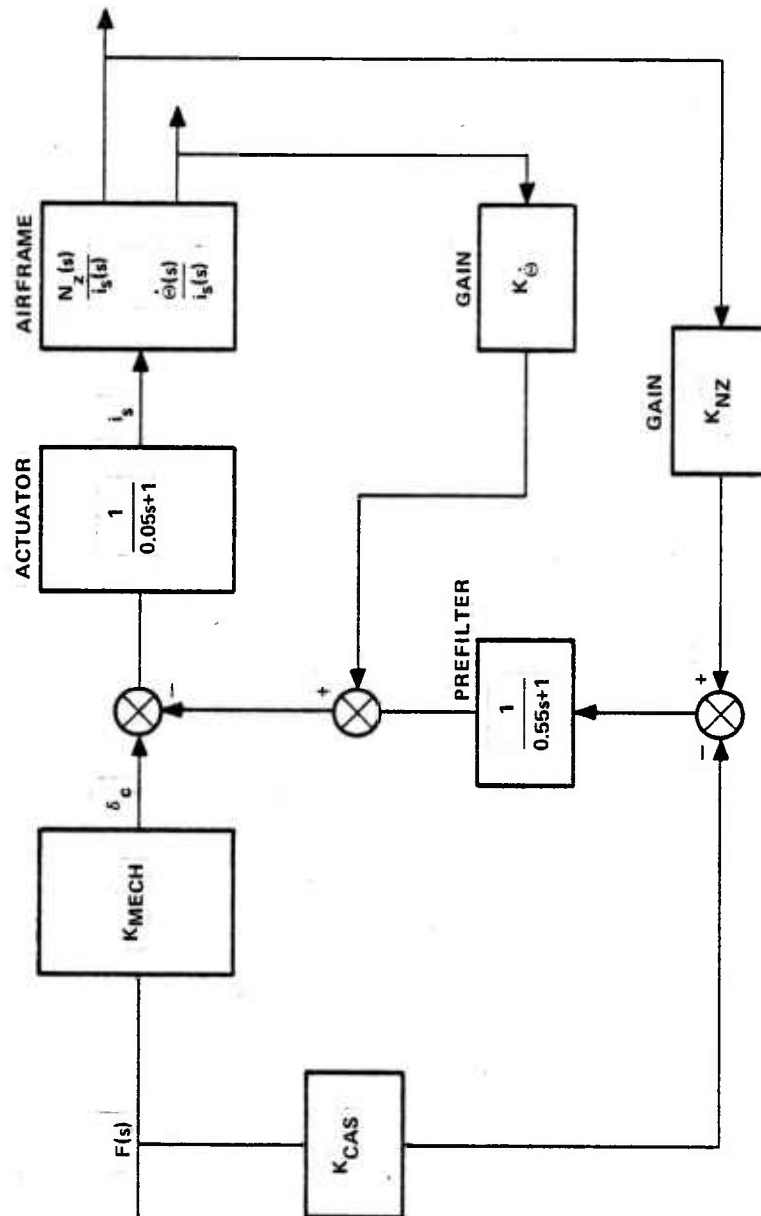 F(s)
K_MECH
δ_c
ACTUATOR
1
0.05s+1
i_s
AIRFRAME
N_z(s)
i_s(s)
Θ̇(s)
i_s(s)
−
+
GAIN
K_Θ̇
PREFILTER
1
0.55s+1
GAIN
K_NZ
K_CAS
−
+